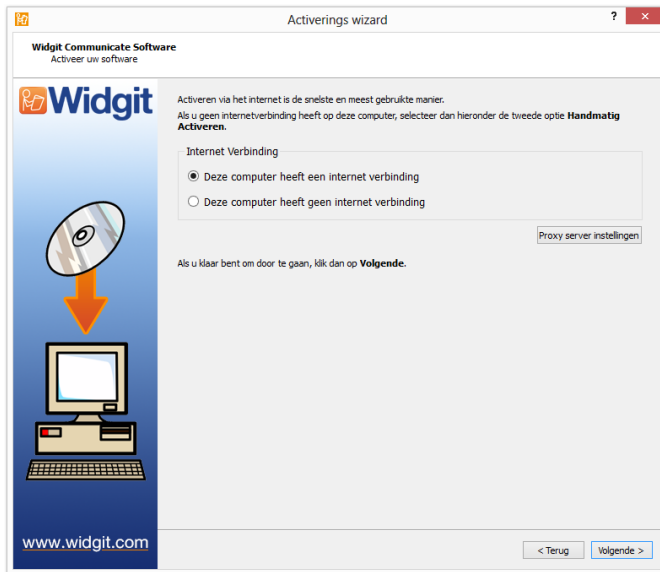 Activerings wizard
?
Widgit Communicate Software
Activeer uw software
Widgit
Activeren via het internet is de snelste en meest gebruikte manier.
Als u geen internetverbinding heeft op deze computer, selecteer dan hieronder de tweede optie Handmatig
Activeren.
Internet Verbinding
Deze computer heeft een internet verbinding
Deze computer heeft geen internet verbinding
Proxy server instellingen
Als u klaar bent om door te gaan, klik dan op Volgende.
www.widgit.com
< Terug
Volgende >